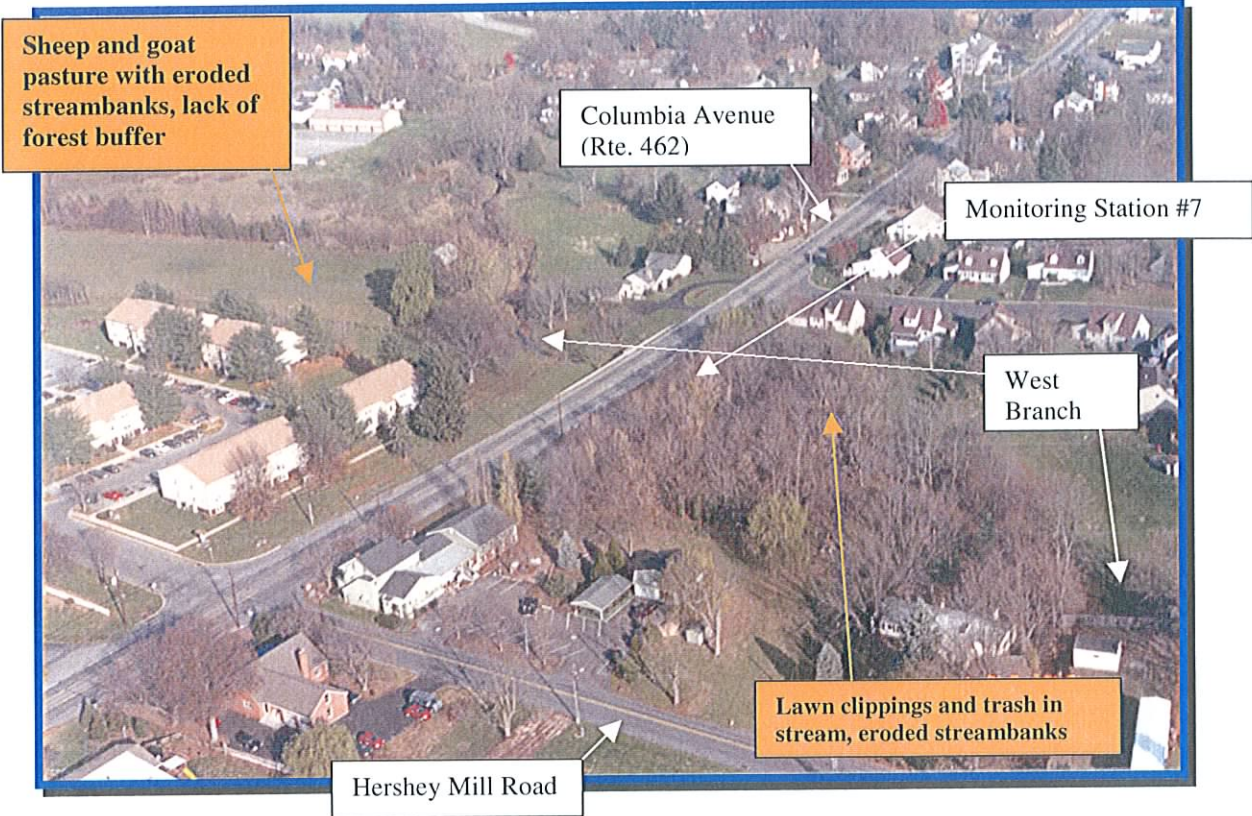 Sheep and goat
pasture with eroded
streambanks, lack of
forest buffer
Columbia Avenue
(Rte. 462)
Monitoring Station #7
West
Branch
Lawn clippings and trash in
stream, eroded streambanks
Hershey Mill Road